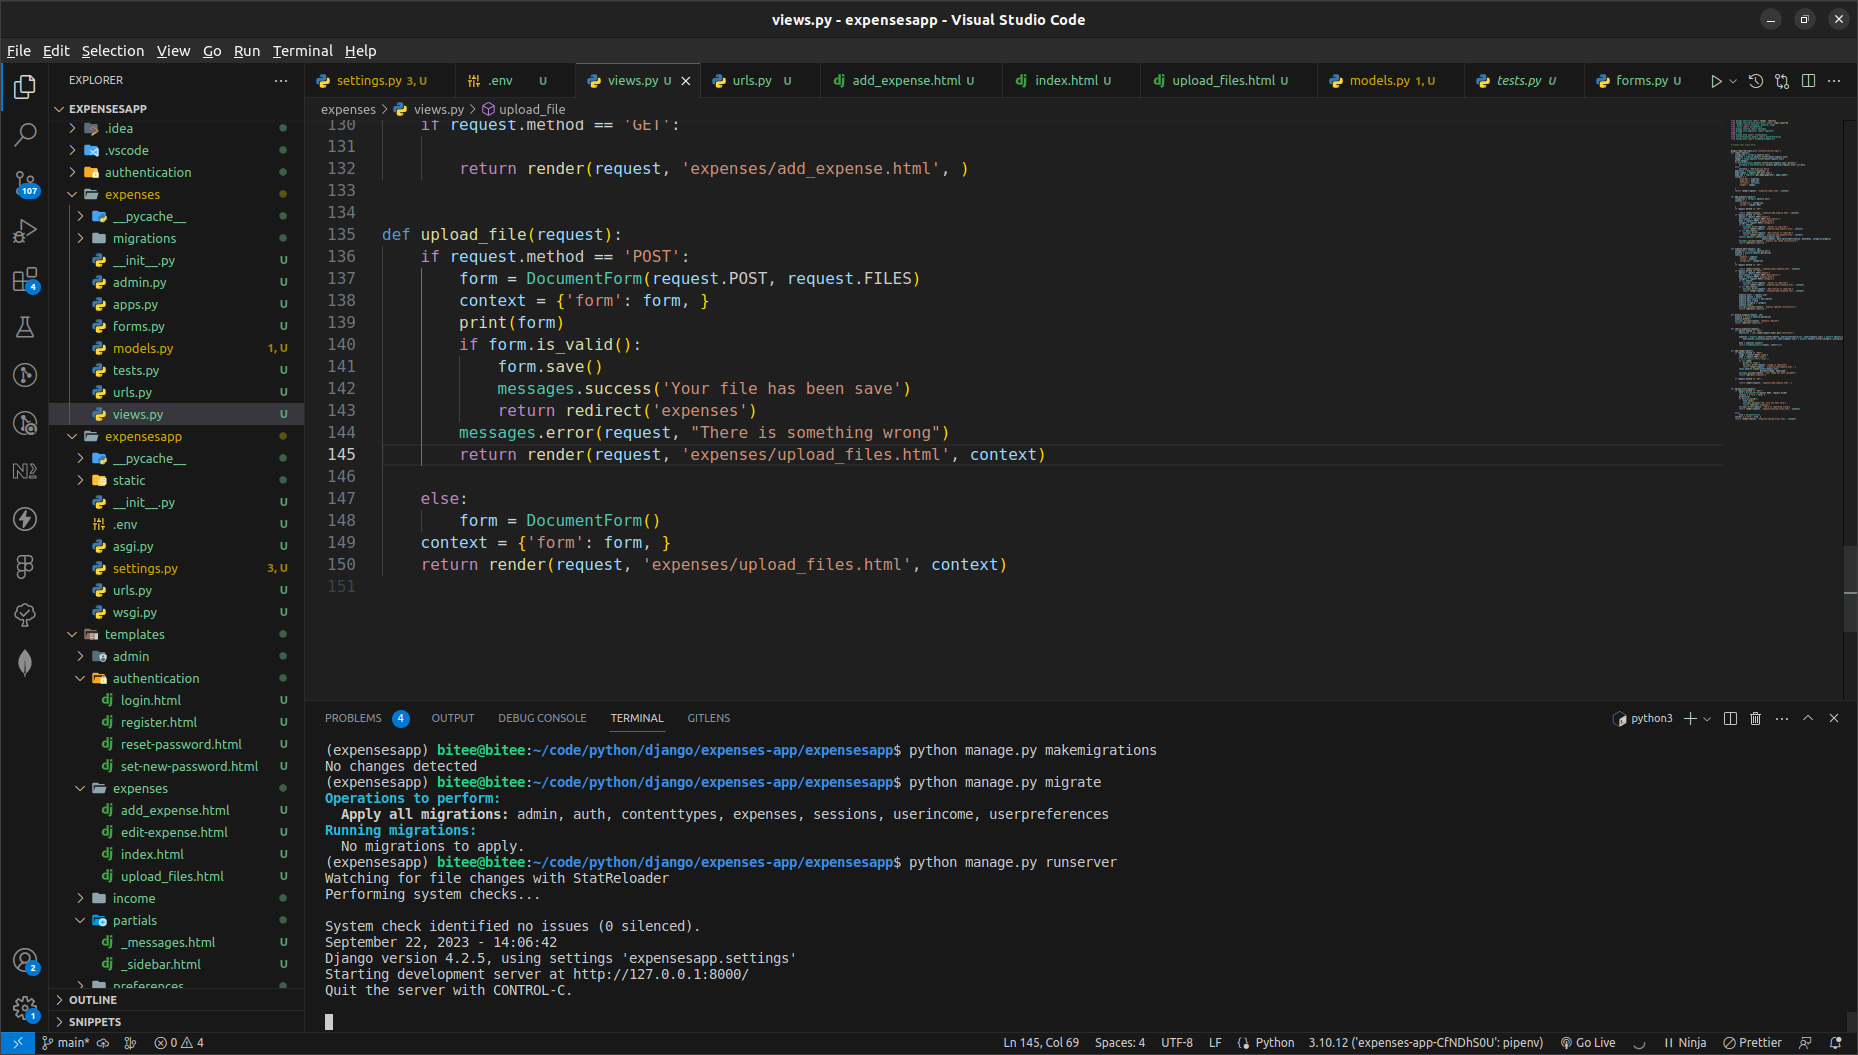 views.py - expensesapp - Visual Studio Code
File Edit Selection View Go Run Terminal Help
EXPLORER
settings.py 3, U
.env U
views.py U
urls.py U
add_expense.html U
index.html U
upload_files.html U
models.py 1, U
tests.py U
forms.py U
EXPENSESAPP
.idea
.vscode
authentication
expenses
__pycache__
migrations
__init__.py U
admin.py U
apps.py U
forms.py U
models.py 1, U
tests.py U
urls.py U
views.py U
expensesapp
__pycache__
static
__init__.py U
.env U
asgi.py U
settings.py 3, U
urls.py U
wsgi.py U
templates
admin
authentication
login.html U
register.html U
reset-password.html U
set-new-password.html U
expenses
add_expense.html U
edit-expense.html U
index.html U
upload_files.html U
income
partials
_messages.html U
_sidebar.html U
preferences
OUTLINE
SNIPPETS
107
4
2
1
expenses > views.py > upload_file
130 if request.method == 'GET':
131
132 return render(request, 'expenses/add_expense.html', )
133
134
135 def upload_file(request):
136 if request.method == 'POST':
137 form = DocumentForm(request.POST, request.FILES)
138 context = {'form': form, }
139 print(form)
140 if form.is_valid():
141 form.save()
142 messages.success('Your file has been save')
143 return redirect('expenses')
144 messages.error(request, "There is something wrong")
145 return render(request, 'expenses/upload_files.html', context)
146
147 else:
148 form = DocumentForm()
149 context = {'form': form, }
150 return render(request, 'expenses/upload_files.html', context)
151
PROBLEMS 4 OUTPUT DEBUG CONSOLE TERMINAL GITLENS
python3
(expensesapp) bitee@bitee:~/code/python/django/expenses-app/expensesapp$ python manage.py makemigrations
No changes detected
(expensesapp) bitee@bitee:~/code/python/django/expenses-app/expensesapp$ python manage.py migrate
Operations to perform:
Apply all migrations: admin, auth, contenttypes, expenses, sessions, userincome, userpreferences
Running migrations:
No migrations to apply.
(expensesapp) bitee@bitee:~/code/python/django/expenses-app/expensesapp$ python manage.py runserver
Watching for file changes with StatReloader
Performing system checks...
System check identified no issues (0 silenced).
September 22, 2023 - 14:06:42
Django version 4.2.5, using settings 'expensesapp.settings'
Starting development server at http://127.0.0.1:8000/
Quit the server with CONTROL-C.
main* 0 4 Ln 145, Col 69 Spaces: 4 UTF-8 LF Python 3.10.12 ('expenses-app-CfNDhS0U': pipenv) Go Live Ninja Prettier